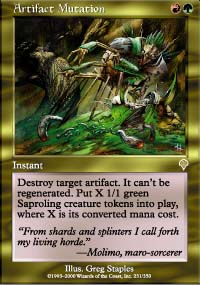 Artifact Mutation
Instant
Destroy target artifact. It can't be
regenerated. Put X 1/1 green
Saproling creature tokens into play,
where X is its converted mana cost.
"From shards and splinters I call forth
my living horde."
—Molimo, maro-sorcerer
Illus. Greg Staples
©1993-2000 Wizards of the Coast, Inc. 231/350